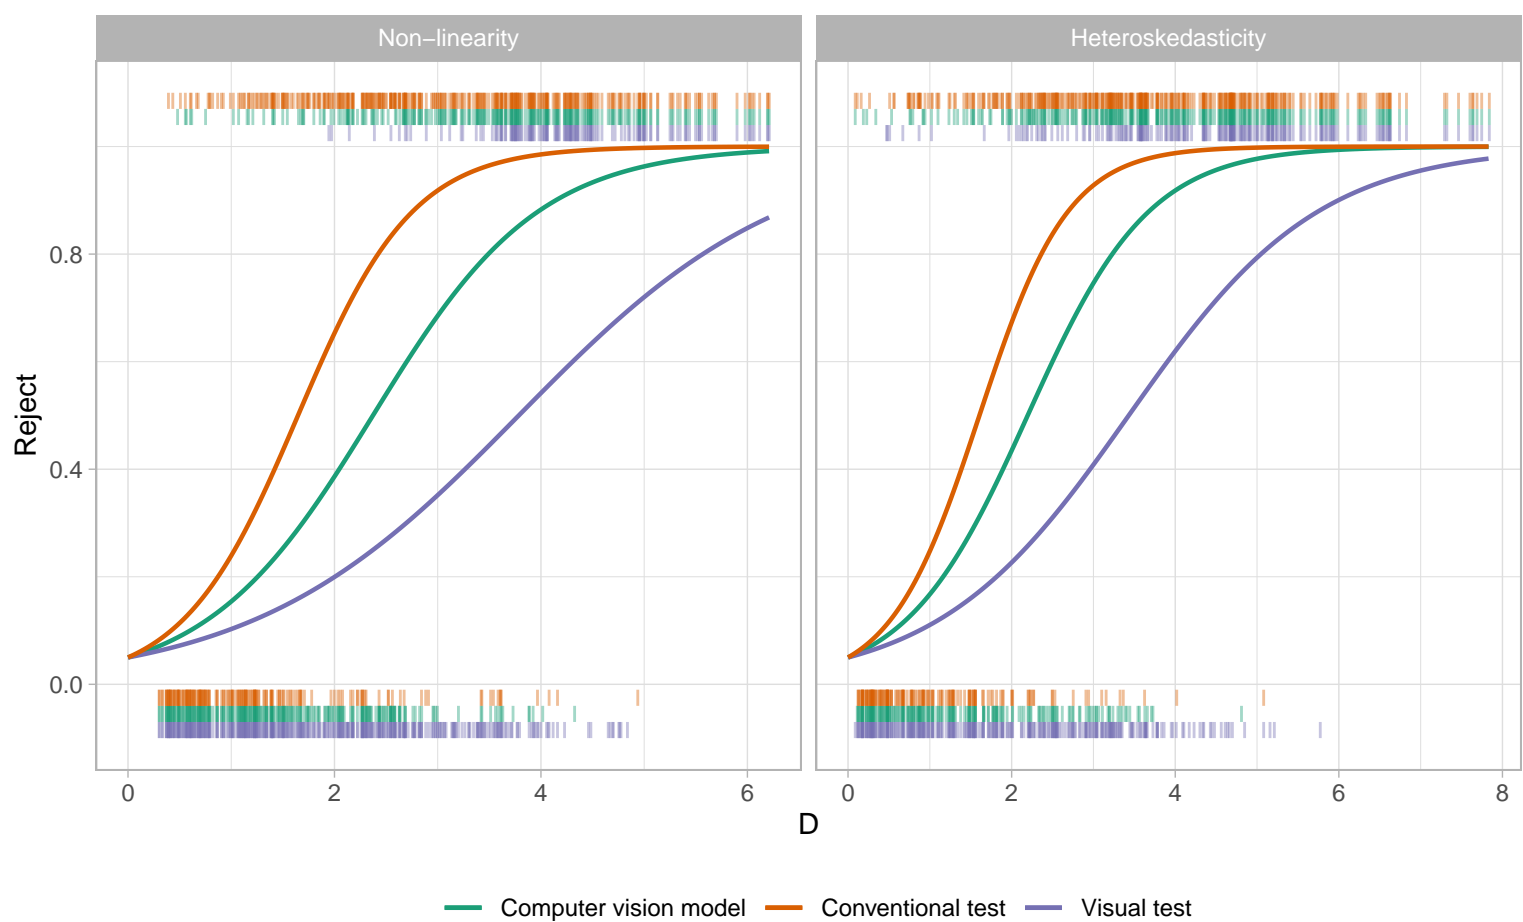 Non−linearity
Heteroskedasticity
Reject
0.8
0.4
0.0
0 2 4 6
0 2 4 6 8
D
Computer vision model Conventional test Visual test